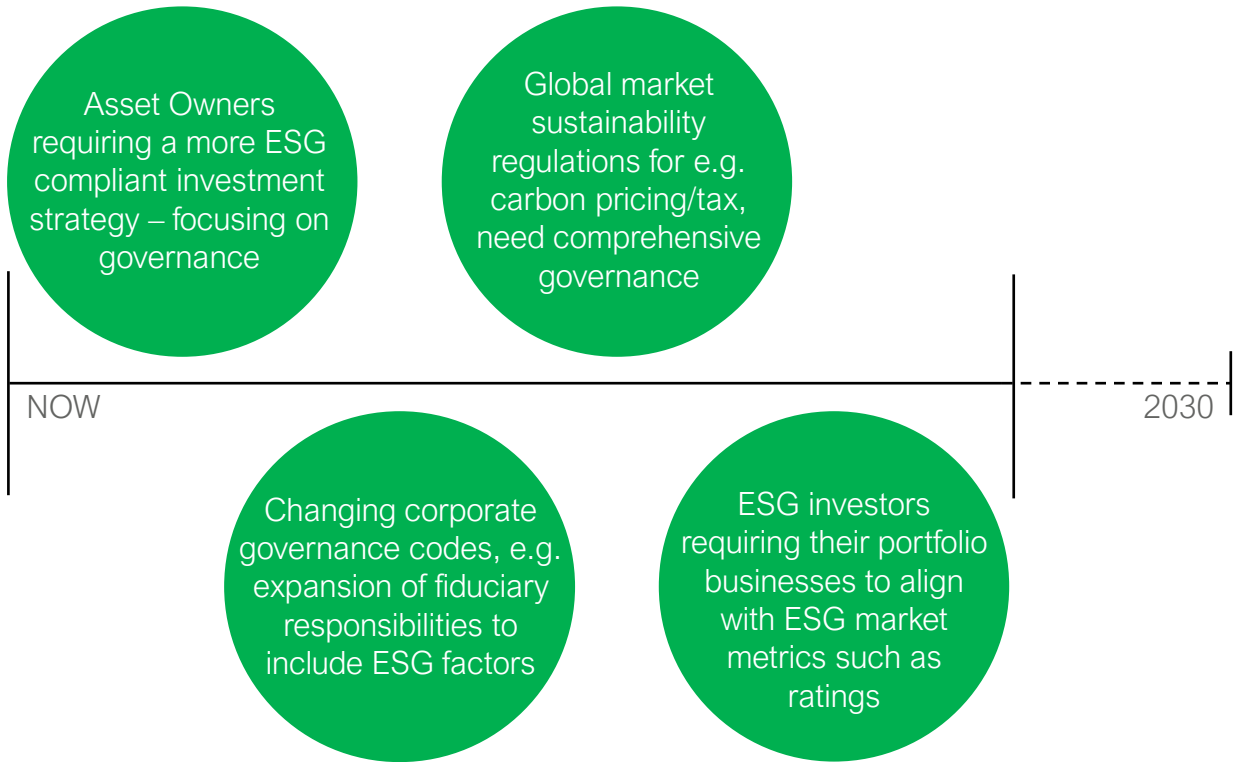 Asset Owners
requiring a more ESG
compliant investment
strategy – focusing on
governance
Global market
sustainability
regulations for e.g.
carbon pricing/tax,
need comprehensive
governance
NOW
2030
Changing corporate
governance codes, e.g.
expansion of fiduciary
responsibilities to
include ESG factors
ESG investors
requiring their portfolio
businesses to align
with ESG market
metrics such as
ratings